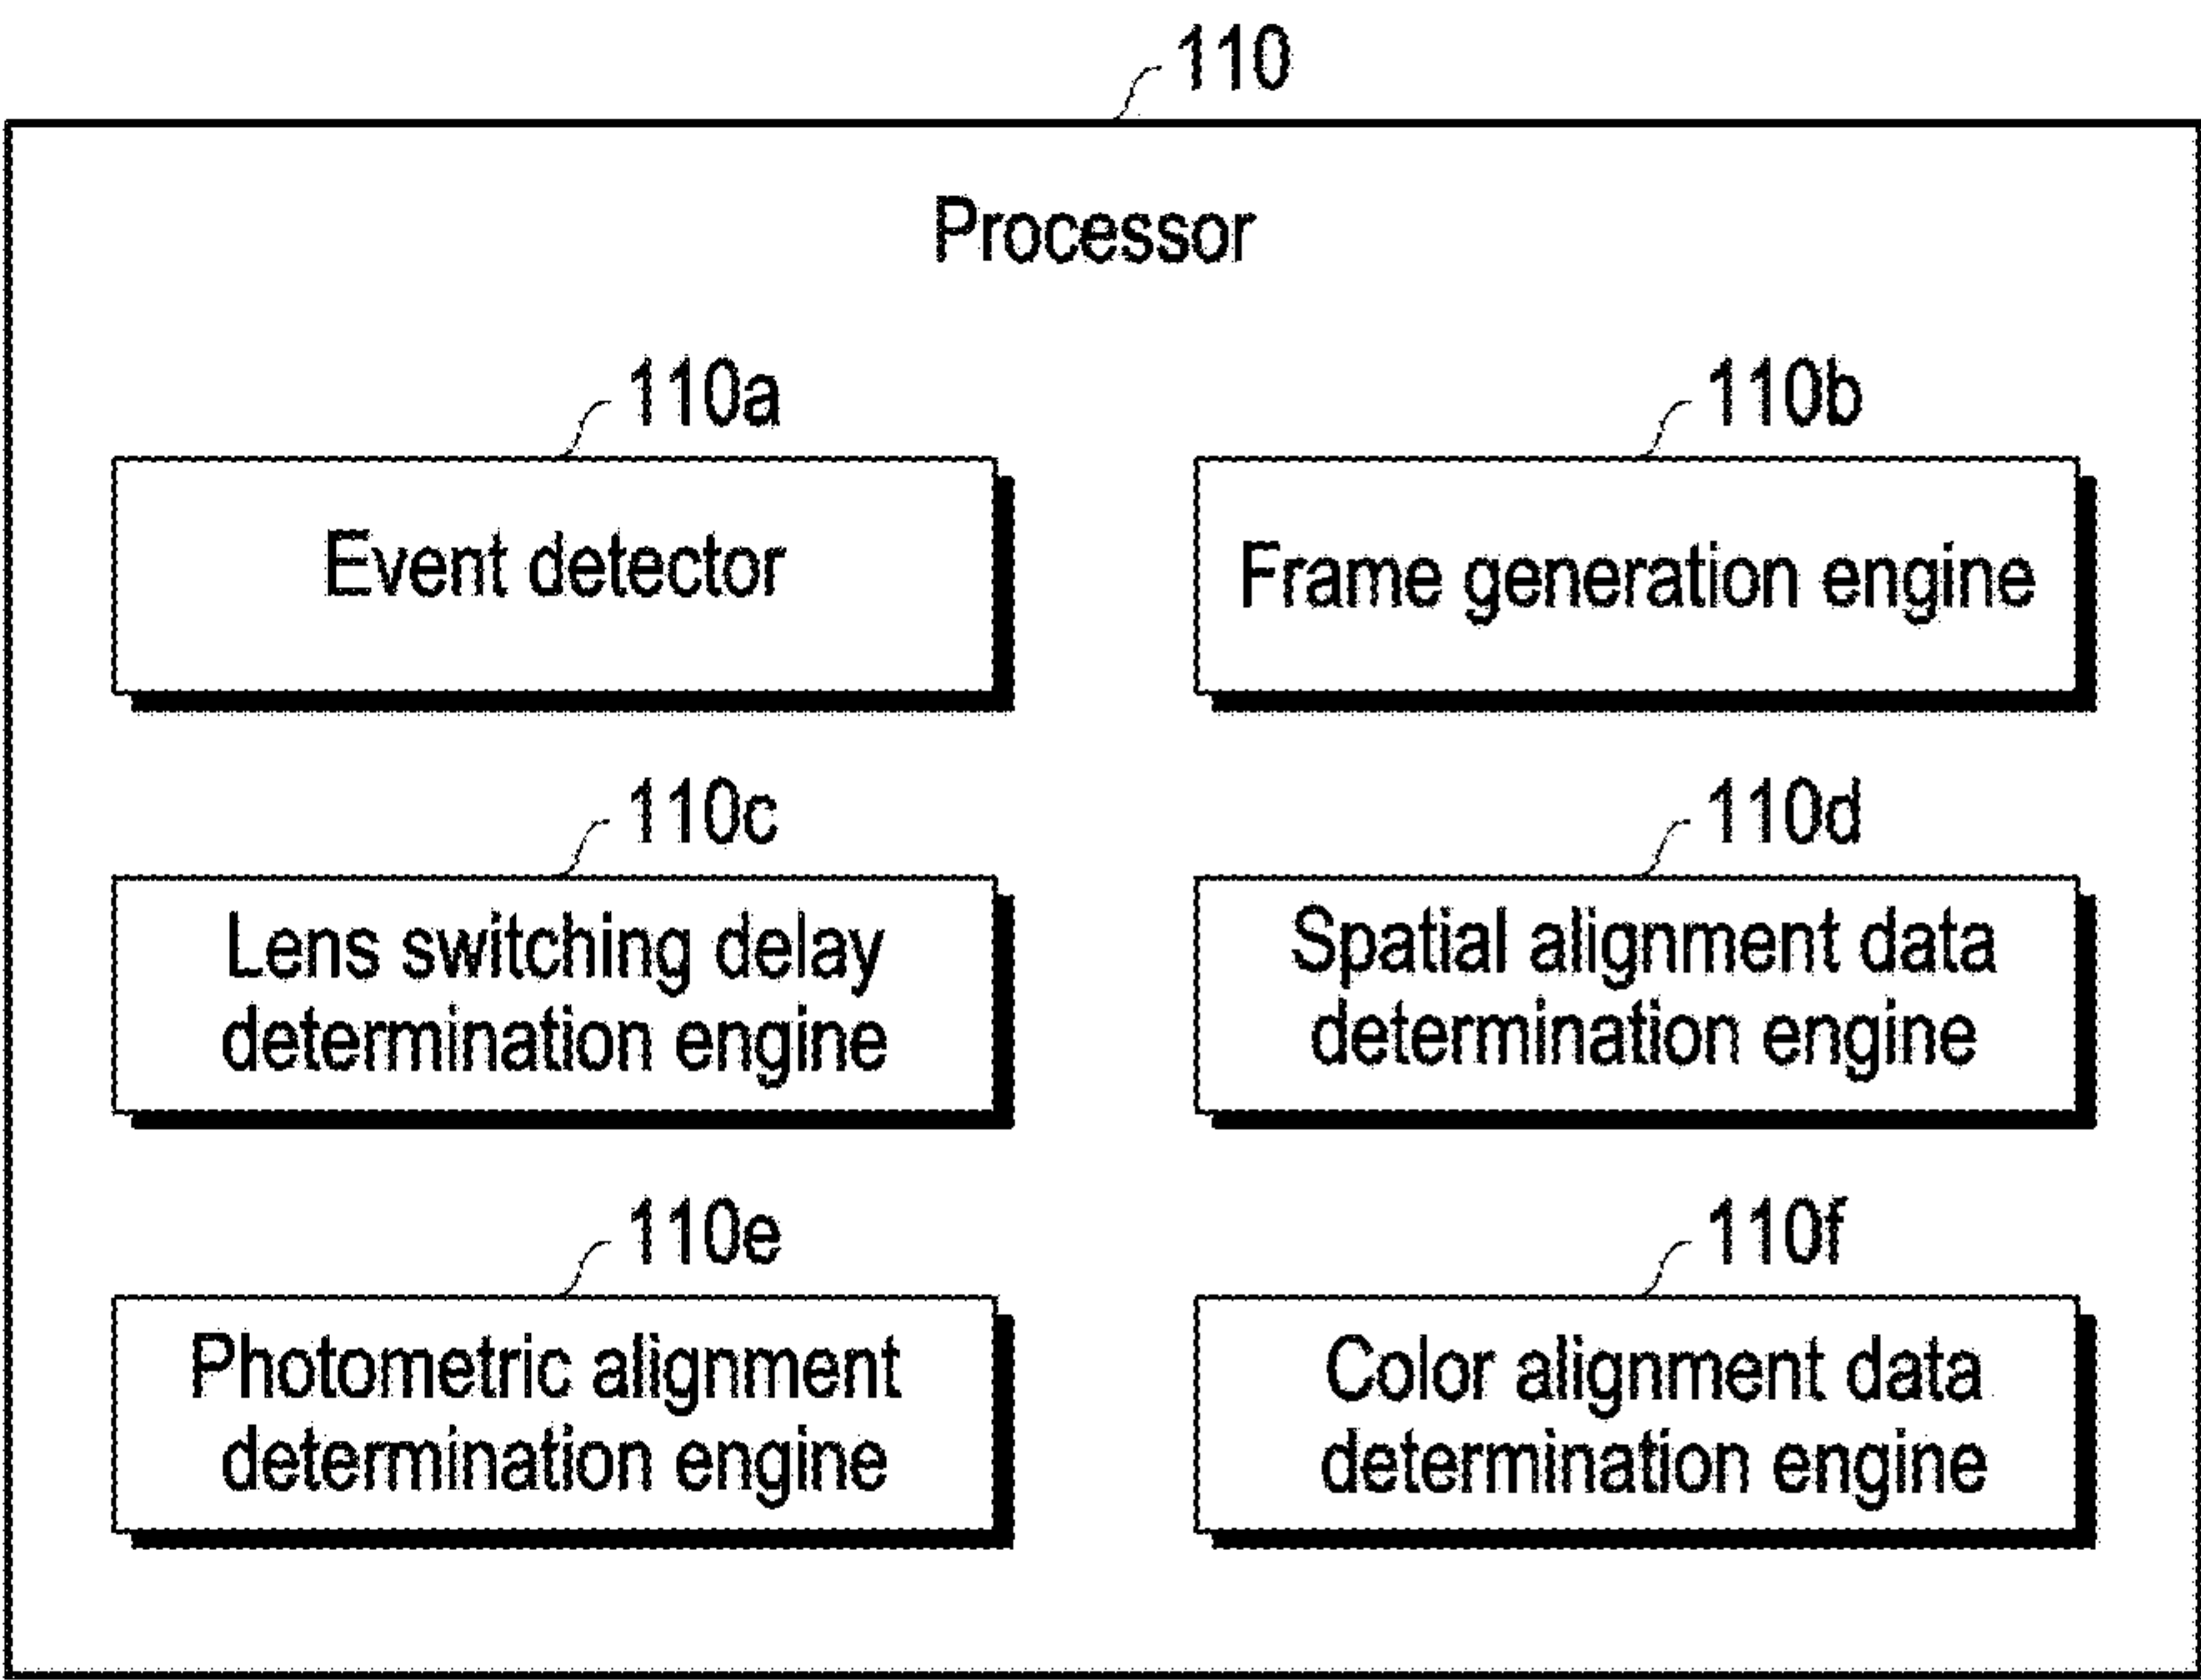 110
Processor
110a
110b
Event detector
Frame generation engine
110c
110d
Lens switching delay
determination engine
Spatial alignment data
determination engine
110e
110f
Photometric alignment
determination engine
Color alignment data
determination engine